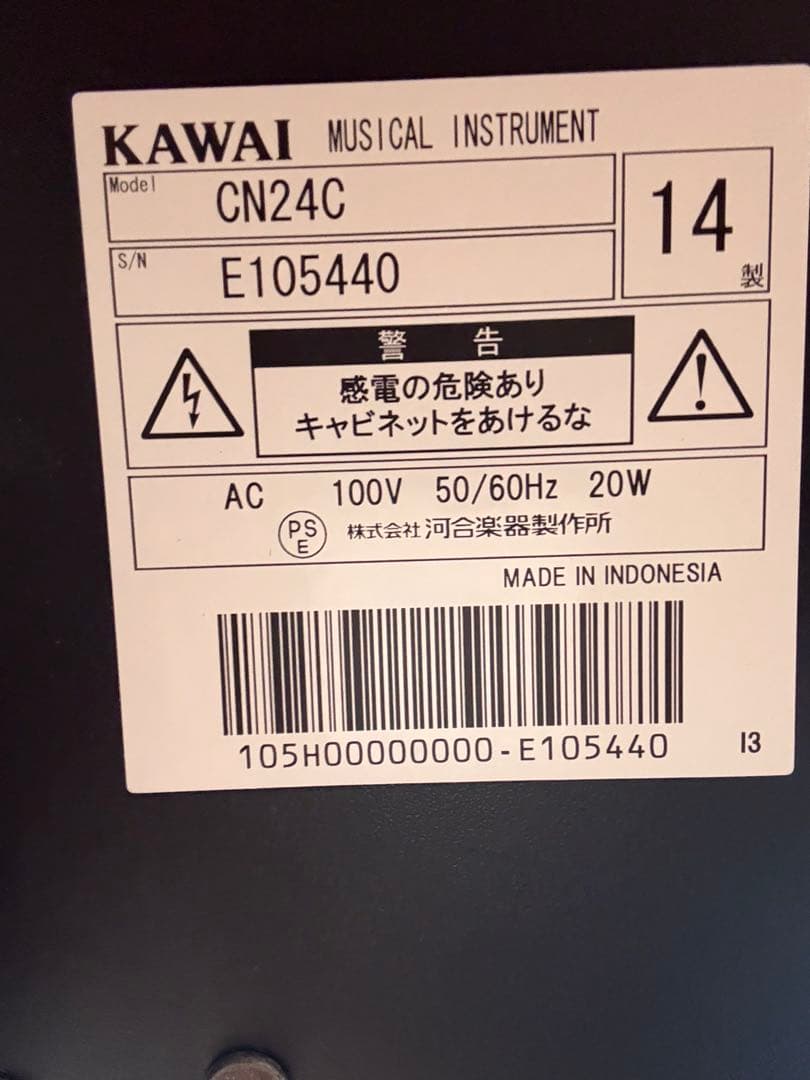 KAWAI MUSICAL INSTRUMENT
Model CN24C
14製
S/N E105440
警 告
感電の危険あり
キャビネットをあけるな
AC 100V 50/60Hz 20W
PS
E
株式会社河合楽器製作所
MADE IN INDONESIA
105H00000000-E105440
I3